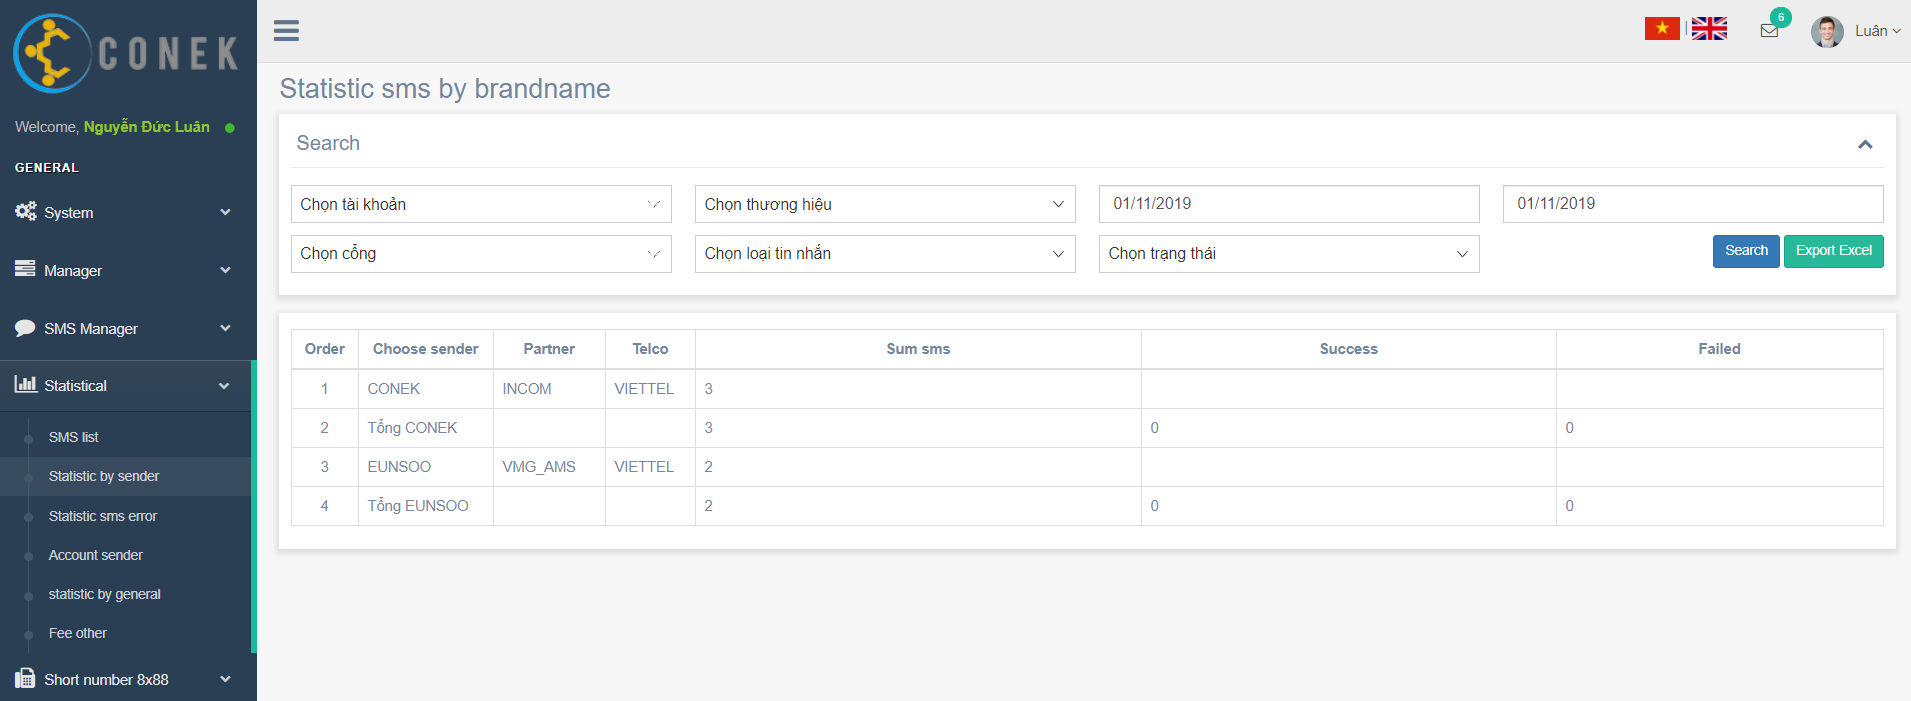 CONEK
6
Luân
Welcome, Nguyễn Đức Luân
GENERAL
System
Manager
SMS Manager
Statistical
SMS list
Statistic by sender
Statistic sms error
Account sender
statistic by general
Fee other
Short number 8x88
Statistic sms by brandname
Search
Chọn tài khoản Chọn thương hiệu 01/11/2019 01/11/2019
Chọn cổng Chọn loại tin nhắn Chọn trạng thái Search Export Excel
Order Choose sender Partner Telco Sum sms Success Failed
1 CONEK INCOM VIETTEL 3
2 Tổng CONEK 3 0 0
3 EUNSOO VMG_AMS VIETTEL 2
4 Tổng EUNSOO 2 0 0